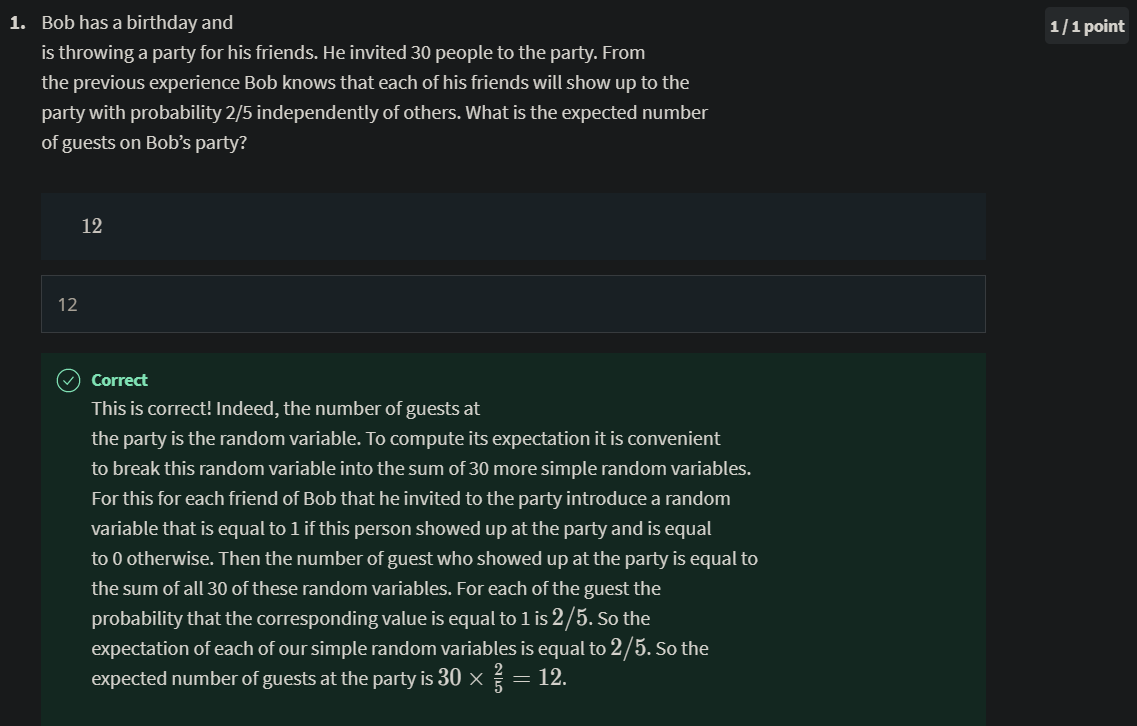 1. Bob has a birthday and
1 / 1 point
is throwing a party for his friends. He invited 30 people to the party. From
the previous experience Bob knows that each of his friends will show up to the
party with probability 2/5 independently of others. What is the expected number
of guests on Bob’s party?
12
12
Correct
This is correct! Indeed, the number of guests at
the party is the random variable. To compute its expectation it is convenient
to break this random variable into the sum of 30 more simple random variables.
For this for each friend of Bob that he invited to the party introduce a random
variable that is equal to 1 if this person showed up at the party and is equal
to 0 otherwise. Then the number of guest who showed up at the party is equal to
the sum of all 30 of these random variables. For each of the guest the
probability that the corresponding value is equal to 1 is 2/5. So the
expectation of each of our simple random variables is equal to 2/5. So the
expected number of guests at the party is 30 × 2/5 = 12.